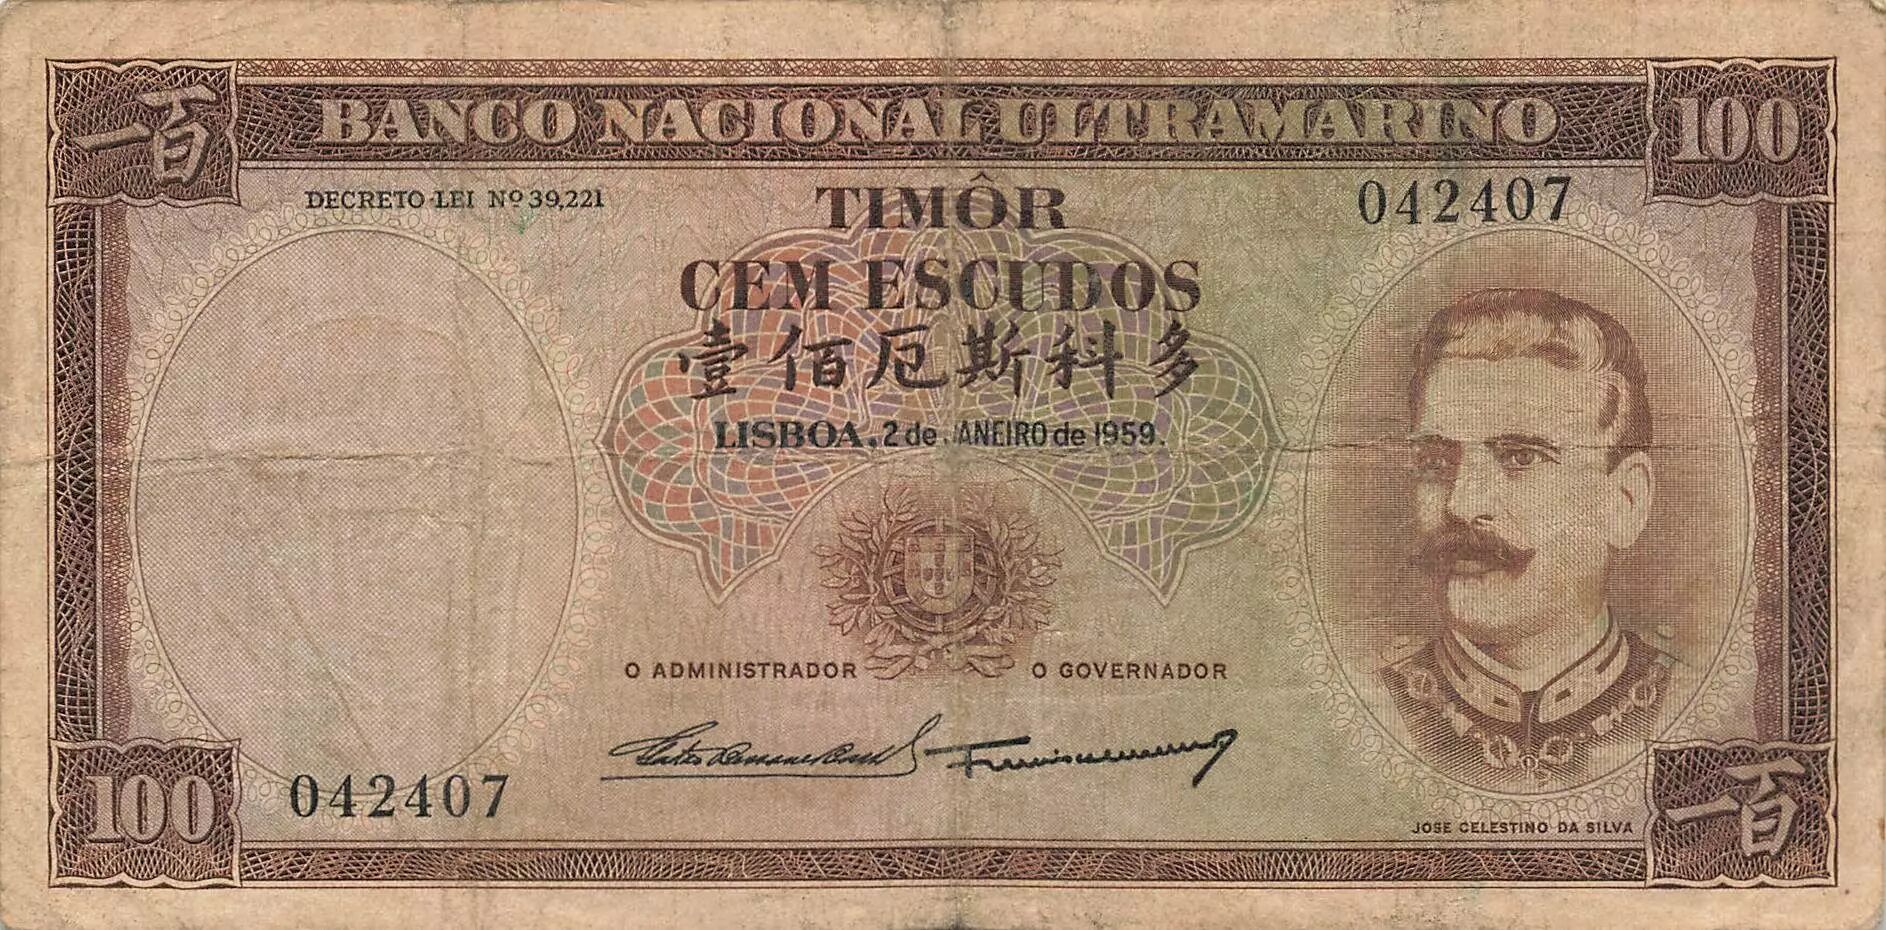 一百 BANCO NACIONAL ULTRAMARINO 100
DECRETO-LEI Nº 39,221
TIMÔR
042407
CEM ESCUDOS
壹佰厄斯科多
LISBOA, 2 de JANEIRO de 1959.
O ADMINISTRADOR
O GOVERNADOR
100
042407
JOSE CELESTINO DA SILVA
一百